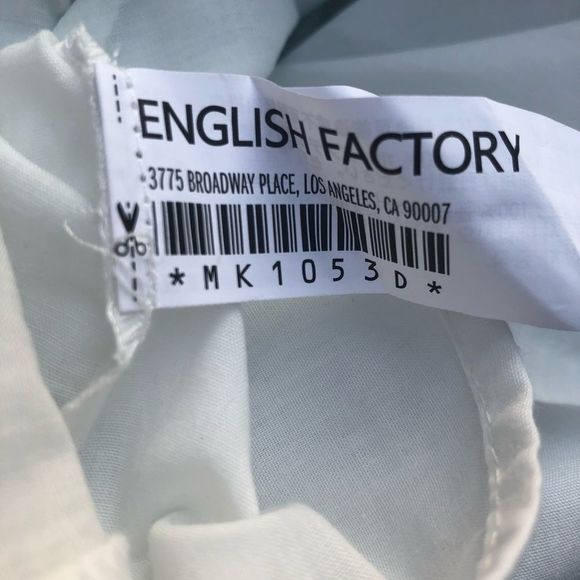 ENGLISH FACTORY
3775 BROADWAY PLACE, LOS ANGELES, CA 90007
*MK1053D*